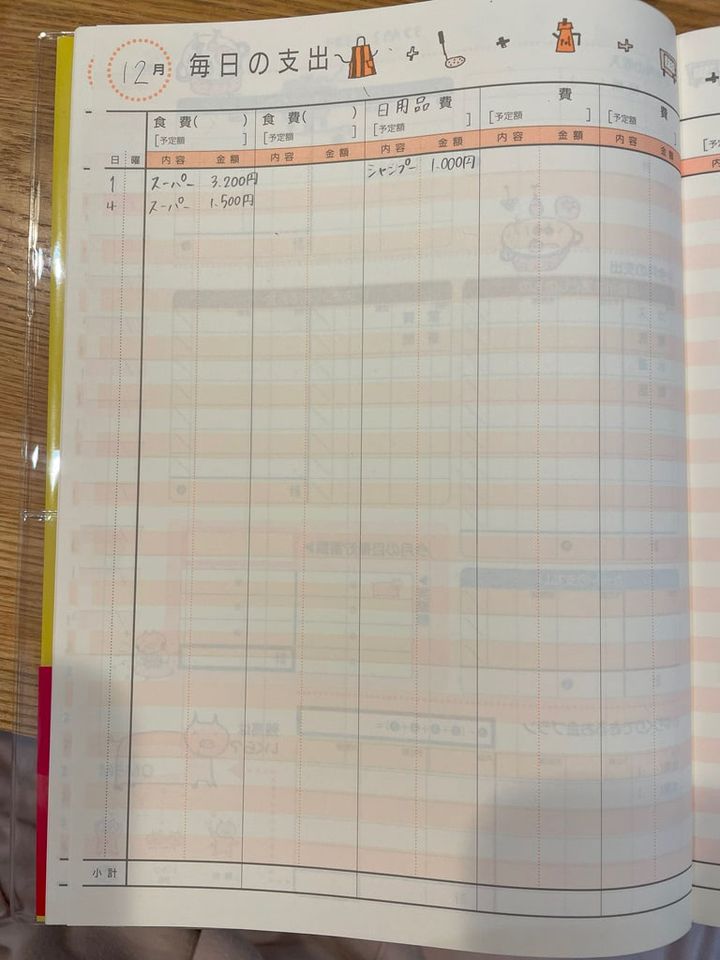 12月 毎日の支出
食 費( ) 食 費( ) 日用品 費 費 費
[予定額 ] [予定額 ] [予定額 ] [予定額 ] [予定額
日 曜 内 容 金 額 内 容 金 額 内 容 金 額 内 容 金 額 内 容 金 額
1 スーパー 3.200円 シャンプー 1.000円
4 スーパー 1.500円
小 計